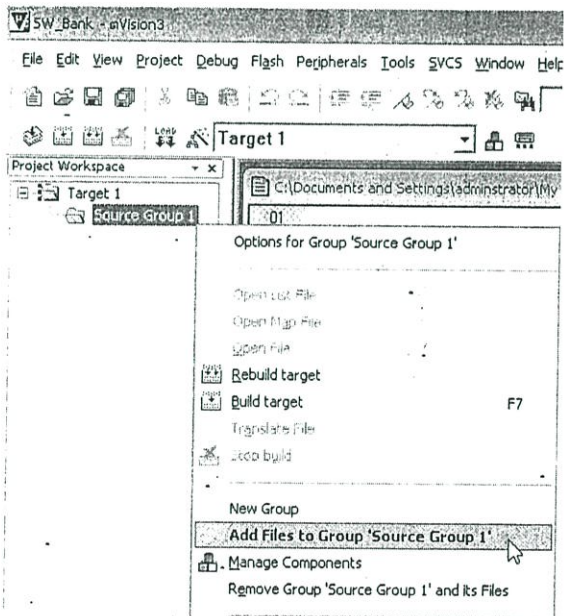 SW_Bank - µVision3
File Edit View Project Debug Flash Peripherals Tools SVCS Window Help
LOAD Target 1
Project Workspace
Target 1
Source Group 1
C:\Documents and Settings\adminstrator\My
01
Options for Group 'Source Group 1'
Open List File
Open Map File
Open File
Rebuild target
Build target F7
Translate File
Stop build
New Group
Add Files to Group 'Source Group 1'
Manage Components
Remove Group 'Source Group 1' and its Files